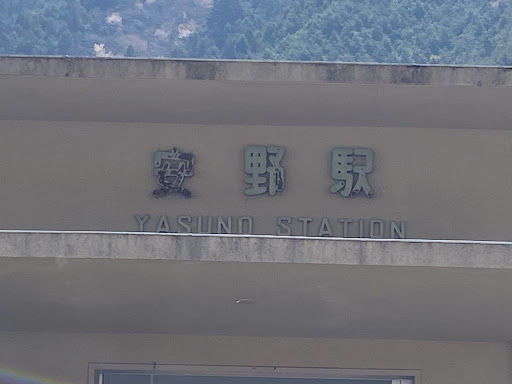 安野駅
YASUNO STATION